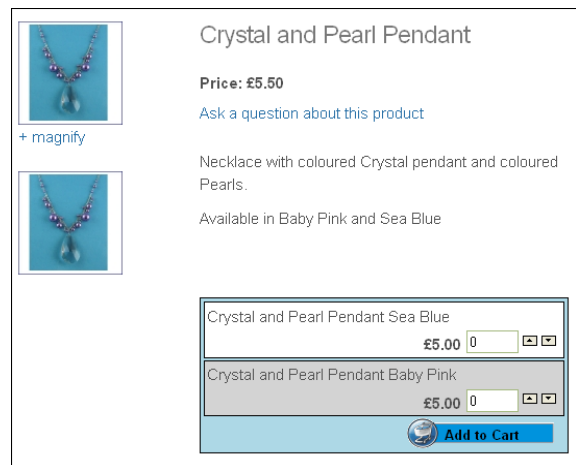 Crystal and Pearl Pendant
Price: £5.50
Ask a question about this product
+ magnify
Necklace with coloured Crystal pendant and coloured
Pearls.
Available in Baby Pink and Sea Blue
Crystal and Pearl Pendant Sea Blue
£5.00 0
Crystal and Pearl Pendant Baby Pink
£5.00 0
Add to Cart